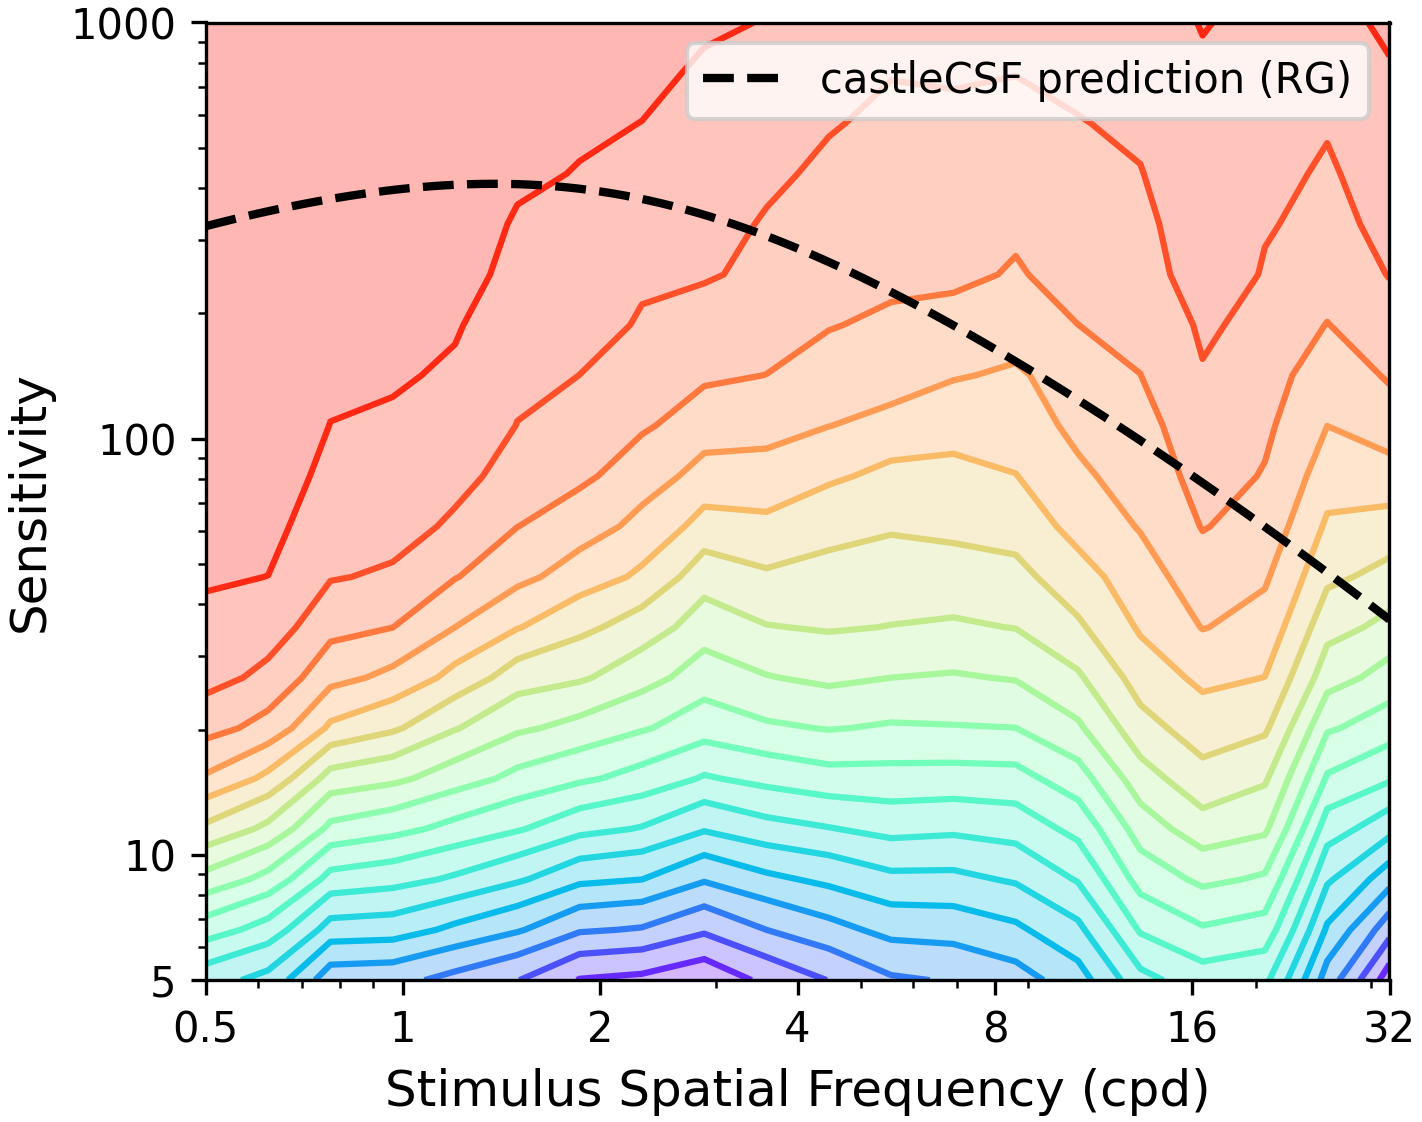 1000
castleCSF prediction (RG)
100
10
5
Sensitivity
0.5 1 2 4 8 16 32
Stimulus Spatial Frequency (cpd)